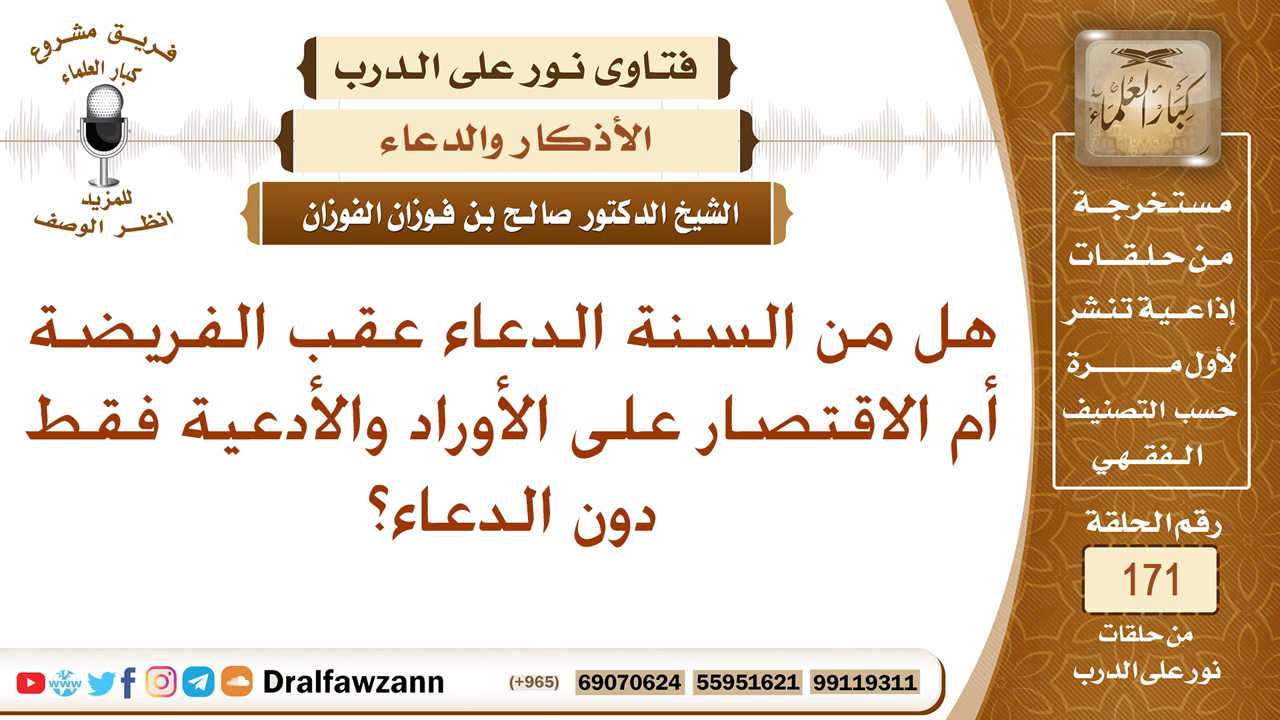 فريق مشروع
كبار العلماء
للمزيد
انظر الوصف
فتاوى نور على الدرب
الأذكار والدعاء
الشيخ الدكتور صالح بن فوزان الفوزان
هل من السنة الدعاء عقب الفريضة
أم الاقتصار على الأوراد والأدعية فقط
دون الدعاء؟
كبار العلماء
مستخرجة
من حلقات
إذاعية تنشر
لأول مرة
حسب التصنيف
الفقهي
رقم الحلقة
171
من حلقات
نور على الدرب
www Dralfawzann (+965) 69070624 55951621 99119311